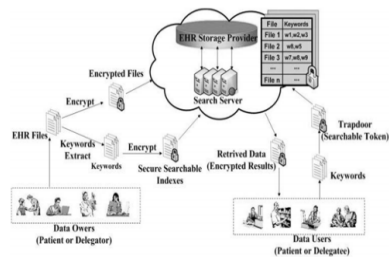 EHR Storage Provider
Search Server
File Keywords
File 1 w1,w2,w3
File 2 w8,w5
File 3 w7,w8,w9
... ...
File n ...
Encrypted Files
Encrypt
EHR Files
Keywords
Extract
Keywords
Encrypt
Secure Searchable
Indexes
Retrived Data
(Encrypted Results)
Trapdoor
(Searchable Token)
Keywords
Data Owers
(Patient or Delegator)
Data Users
(Patient or Delegatee)